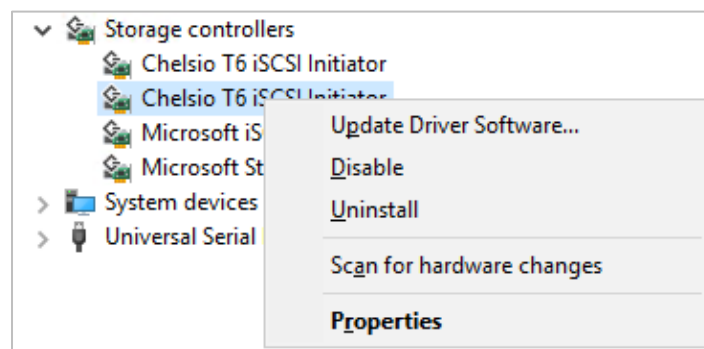 Storage controllers
Chelsio T6 iSCSI Initiator
Chelsio T6 iSCSI Initiator
Microsoft iS
Microsoft St
System devices
Universal Serial
Update Driver Software...
Disable
Uninstall
Scan for hardware changes
Properties